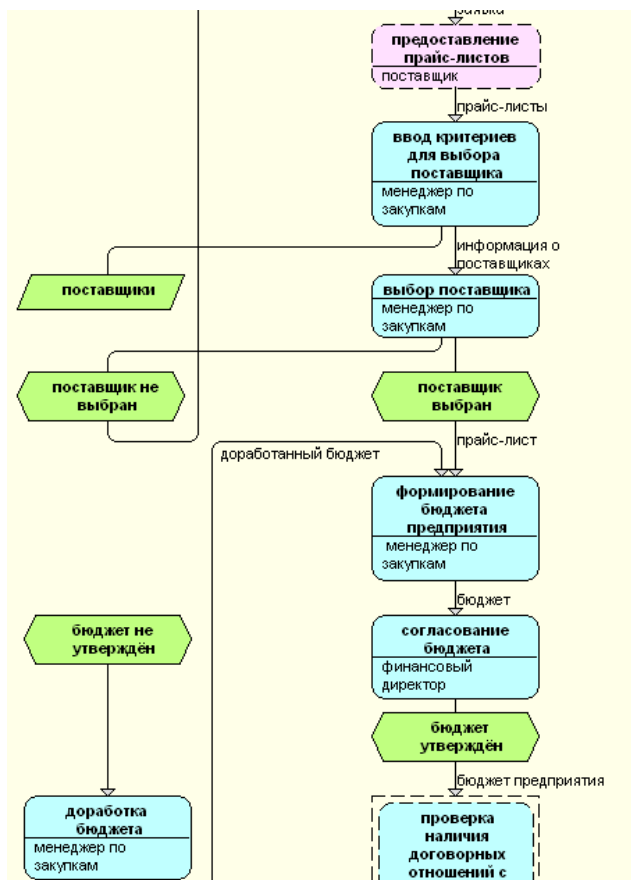 заявка
предоставление
прайс-листов
поставщик
прайс-листы
ввод критериев
для выбора
поставщика
менеджер по
закупкам
информация о
поставщиках
поставщики
выбор поставщика
менеджер по
закупкам
поставщик не
выбран
поставщик
выбран
прайс-лист
доработанный бюджет
формирование
бюджета
предприятия
менеджер по
закупкам
бюджет
бюджет не
утверждён
согласование
бюджета
финансовый
директор
бюджет
утверждён
бюджет предприятия
доработка
бюджета
менеджер по
закупкам
проверка
наличия
договорных
отношений с